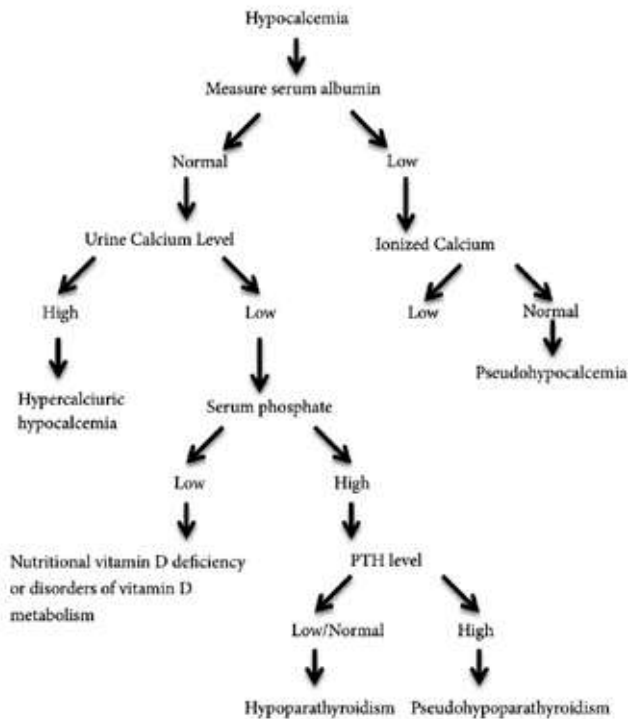 Hypocalcemia
Measure serum albumin
Normal
Low
Urine Calcium Level
Ionized Calcium
High
Low
Low
Normal
Hypercalciuric
hypocalcemia
Serum phosphate
Pseudohypocalcemia
Low
High
Nutritional vitamin D deficiency
or disorders of vitamin D
metabolism
PTH level
Low/Normal
High
Hypoparathyroidism
Pseudohypoparathyroidism